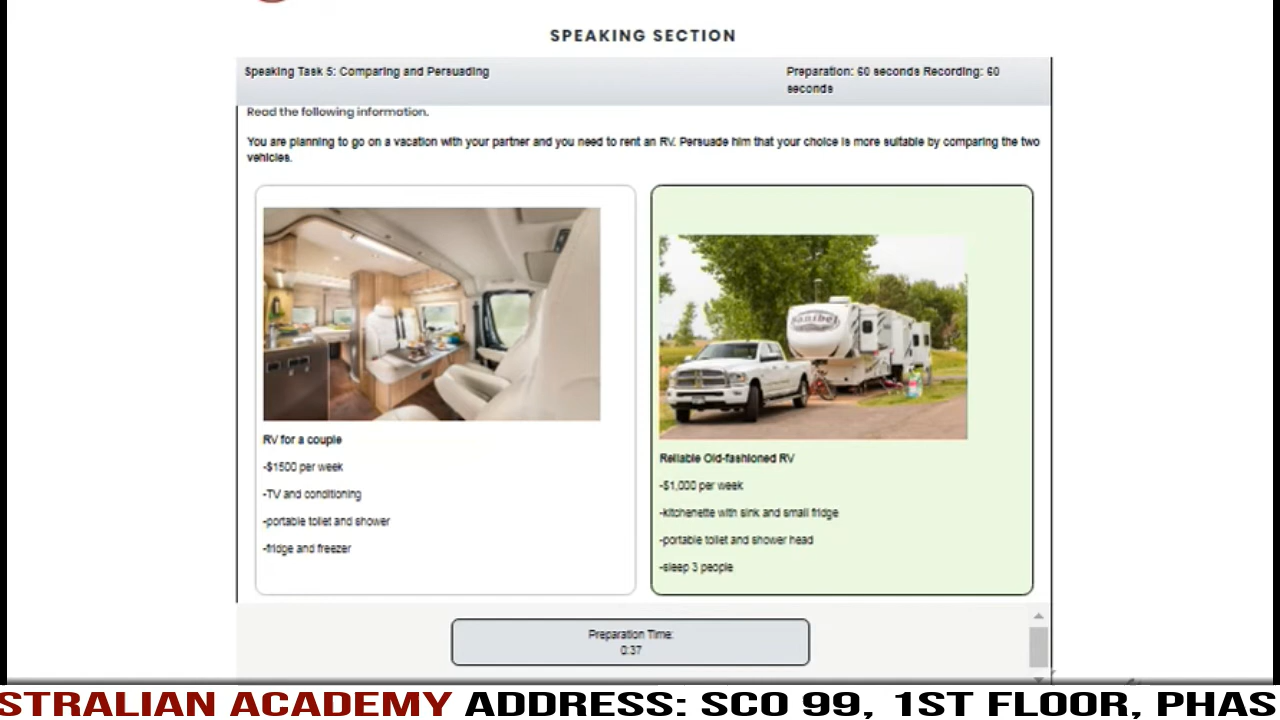 SPEAKING SECTION
Speaking Task 5: Comparing and Persuading
Preparation: 60 seconds Recording: 60
seconds
Read the following information.
You are planning to go on a vacation with your partner and you need to rent an RV. Persuade him that your choice is more suitable by comparing the two
vehicles.
RV for a couple
-$1500 per week
-TV and conditioning
-portable toilet and shower
-fridge and freezer
Sanibel
Reliable Old-fashioned RV
-$1,000 per week
-kitchenette with sink and small fridge
-portable toilet and shower head
-sleep 3 people
Preparation Time:
0:37
STRALIAN ACADEMY ADDRESS: SCO 99, 1ST FLOOR, PHAS